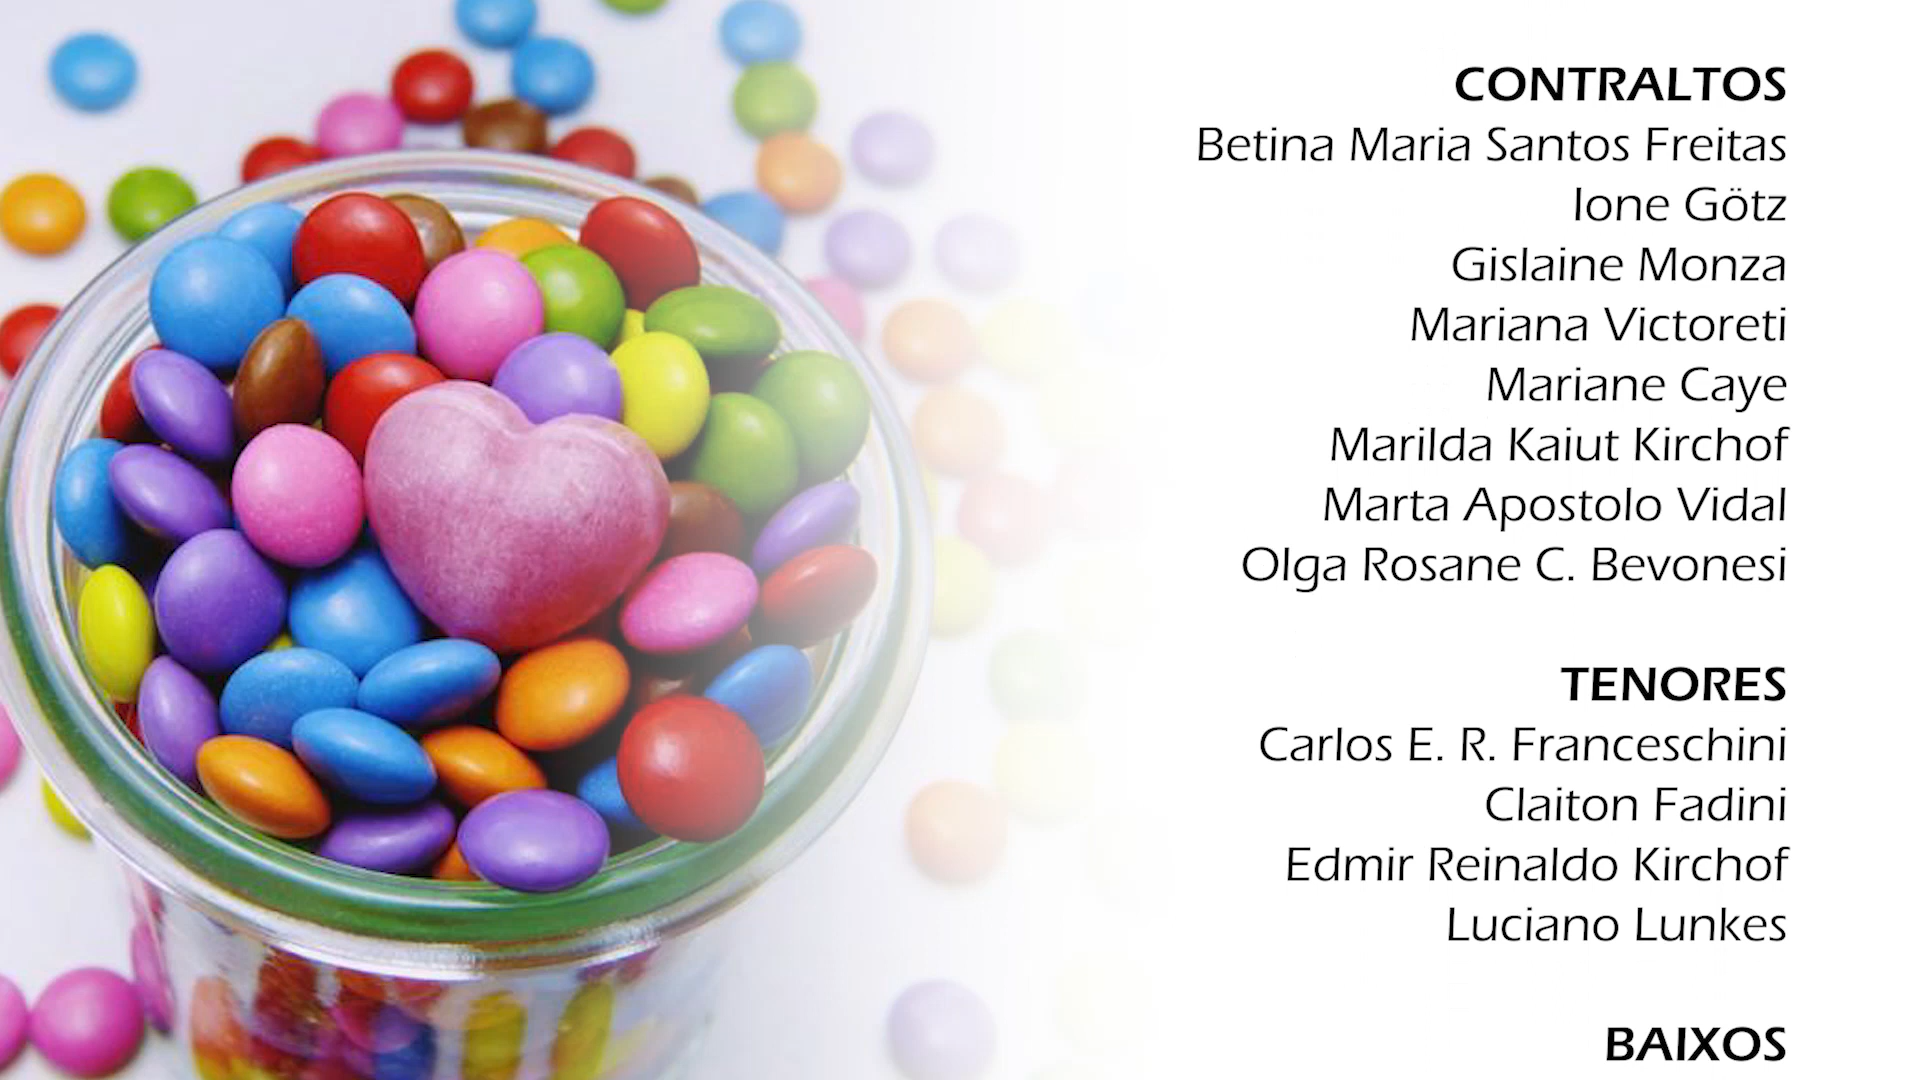 CONTRALTOS
Betina Maria Santos Freitas
Ione Götz
Gislaine Monza
Mariana Victoreti
Mariane Caye
Marilda Kaiut Kirchof
Marta Apostolo Vidal
Olga Rosane C. Bevonesi
TENORES
Carlos E. R. Franceschini
Claiton Fadini
Edmir Reinaldo Kirchof
Luciano Lunkes
BAIXOS